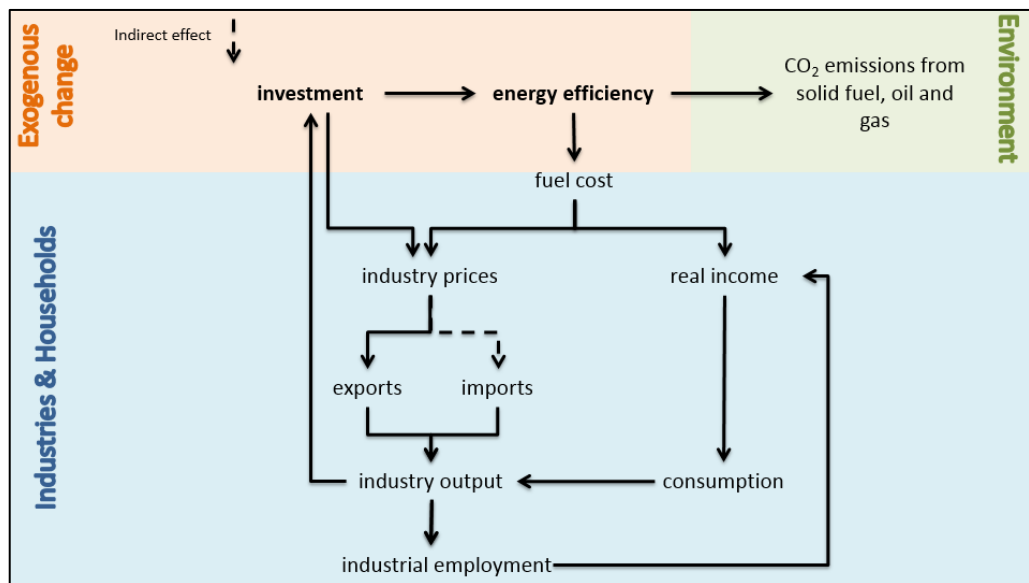 Exogenous
change
Indirect effect
investment
energy efficiency
CO₂ emissions from
solid fuel, oil and
gas
Environment
Industries & Households
fuel cost
industry prices
real income
exports
imports
industry output
consumption
industrial employment